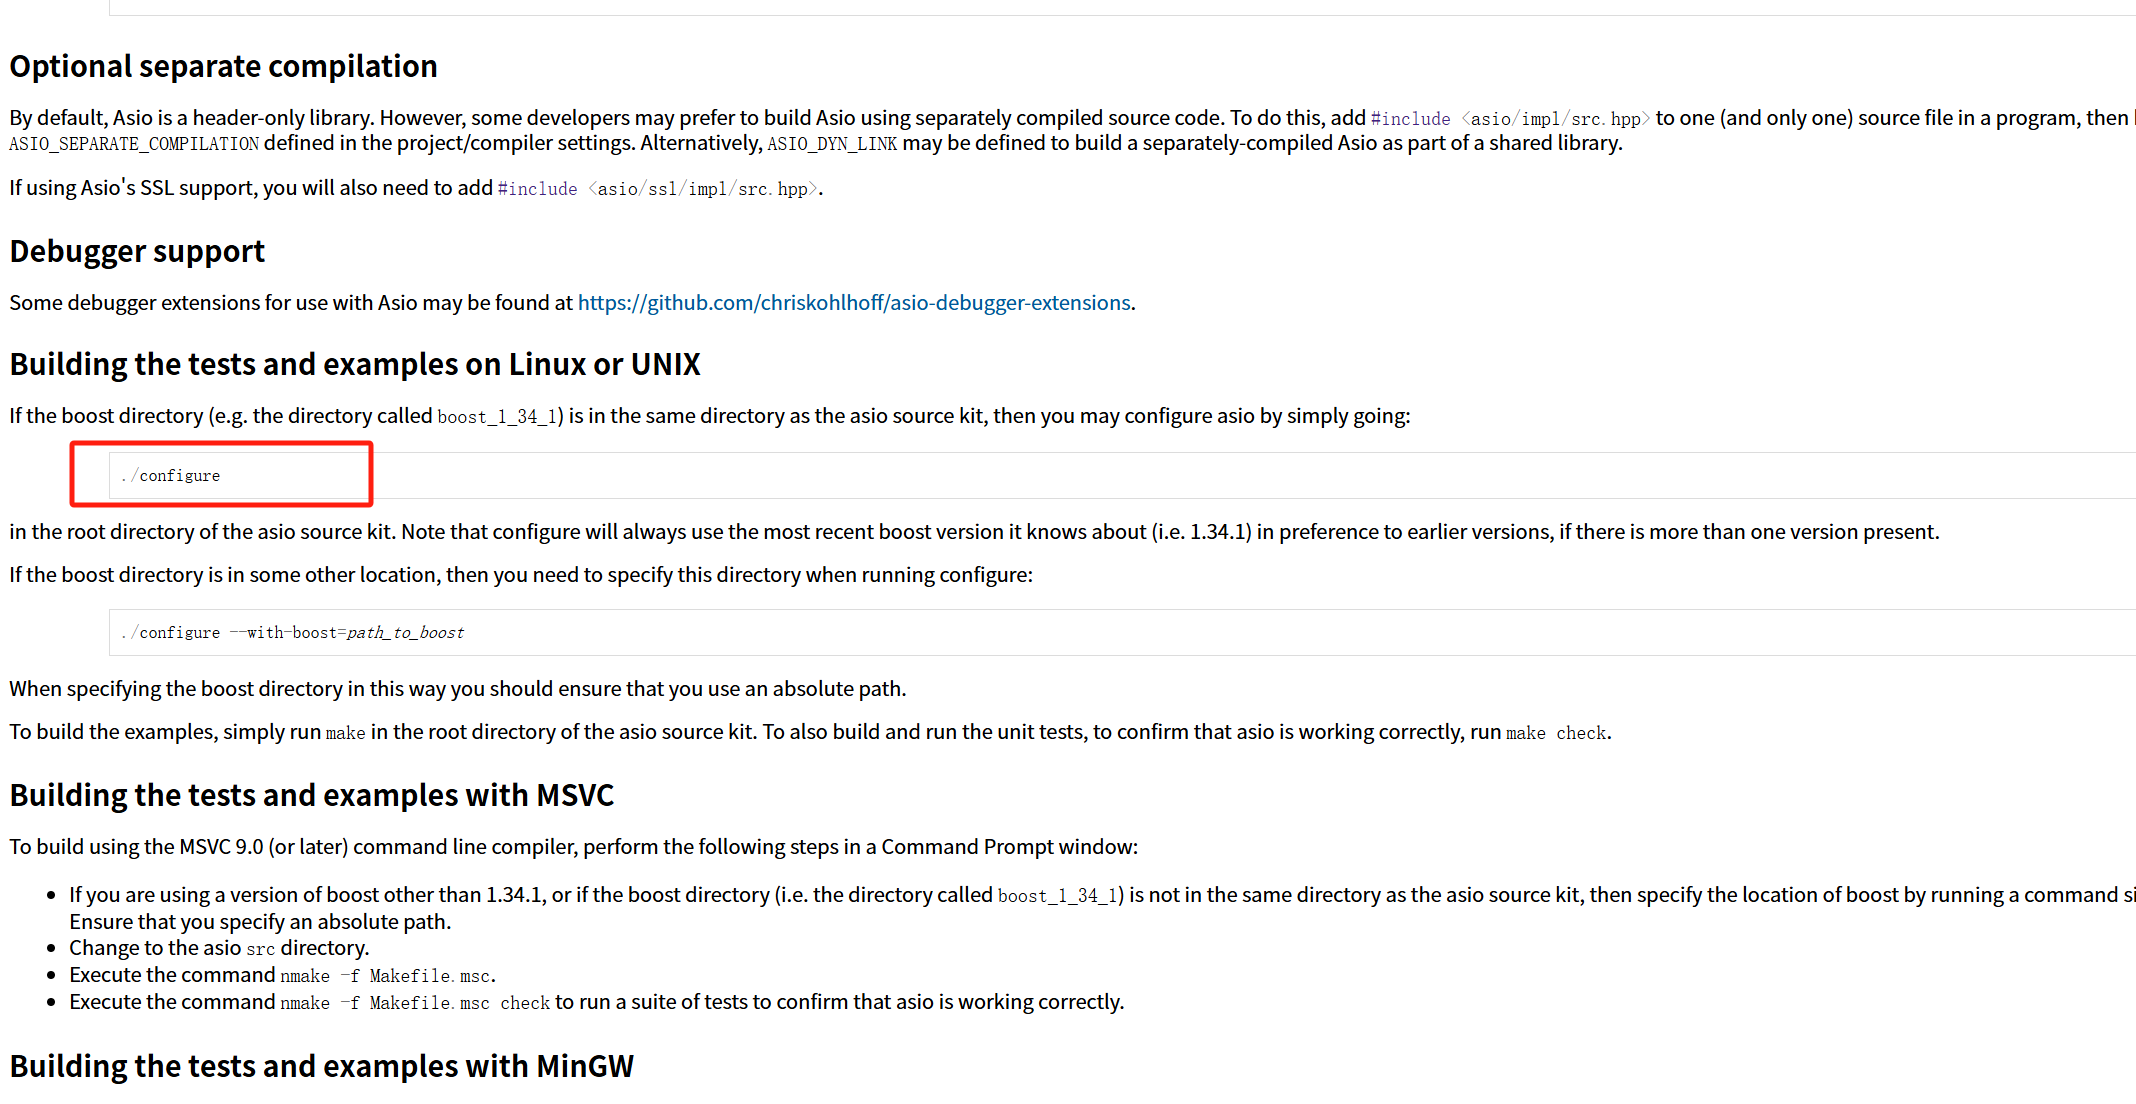 Optional separate compilation
By default, Asio is a header-only library. However, some developers may prefer to build Asio using separately compiled source code. To do this, add #include <asio/impl/src.hpp> to one (and only one) source file in a program, then
ASIO_SEPARATE_COMPILATION defined in the project/compiler settings. Alternatively, ASIO_DYN_LINK may be defined to build a separately-compiled Asio as part of a shared library.
If using Asio's SSL support, you will also need to add #include <asio/ssl/impl/src.hpp>.
Debugger support
Some debugger extensions for use with Asio may be found at https://github.com/chriskohlhoff/asio-debugger-extensions.
Building the tests and examples on Linux or UNIX
If the boost directory (e.g. the directory called boost_1_34_1) is in the same directory as the asio source kit, then you may configure asio by simply going:
./configure
in the root directory of the asio source kit. Note that configure will always use the most recent boost version it knows about (i.e. 1.34.1) in preference to earlier versions, if there is more than one version present.
If the boost directory is in some other location, then you need to specify this directory when running configure:
./configure --with-boost=path_to_boost
When specifying the boost directory in this way you should ensure that you use an absolute path.
To build the examples, simply run make in the root directory of the asio source kit. To also build and run the unit tests, to confirm that asio is working correctly, run make check.
Building the tests and examples with MSVC
To build using the MSVC 9.0 (or later) command line compiler, perform the following steps in a Command Prompt window:
• If you are using a version of boost other than 1.34.1, or if the boost directory (i.e. the directory called boost_1_34_1) is not in the same directory as the asio source kit, then specify the location of boost by running a command
Ensure that you specify an absolute path.
• Change to the asio src directory.
• Execute the command nmake -f Makefile.msc.
• Execute the command nmake -f Makefile.msc check to run a suite of tests to confirm that asio is working correctly.
Building the tests and examples with MinGW